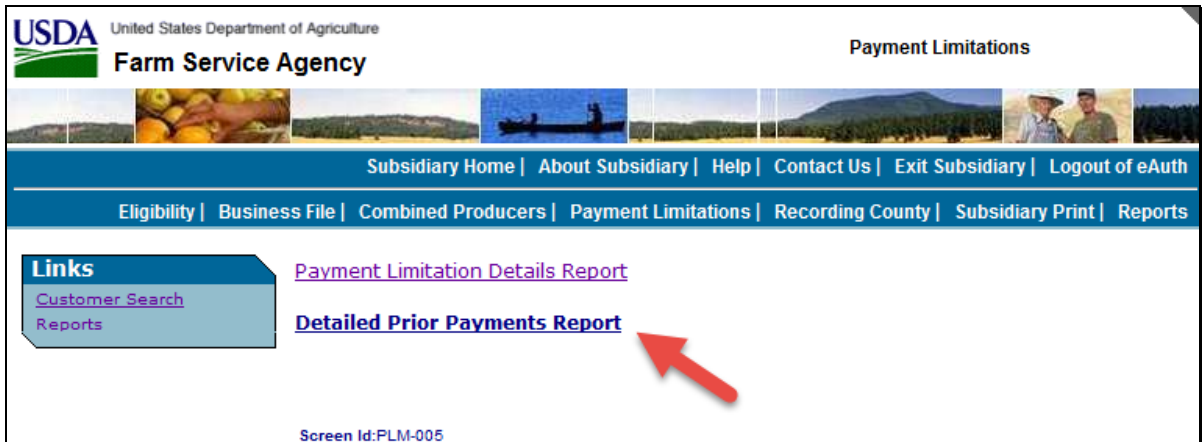 USDA
United States Department of Agriculture
Farm Service Agency
Payment Limitations
Subsidiary Home | About Subsidiary | Help | Contact Us | Exit Subsidiary | Logout of eAuth
Eligibility | Business File | Combined Producers | Payment Limitations | Recording County | Subsidiary Print | Reports
Links
Customer Search
Reports
Payment Limitation Details Report
Detailed Prior Payments Report
Screen Id:PLM-005